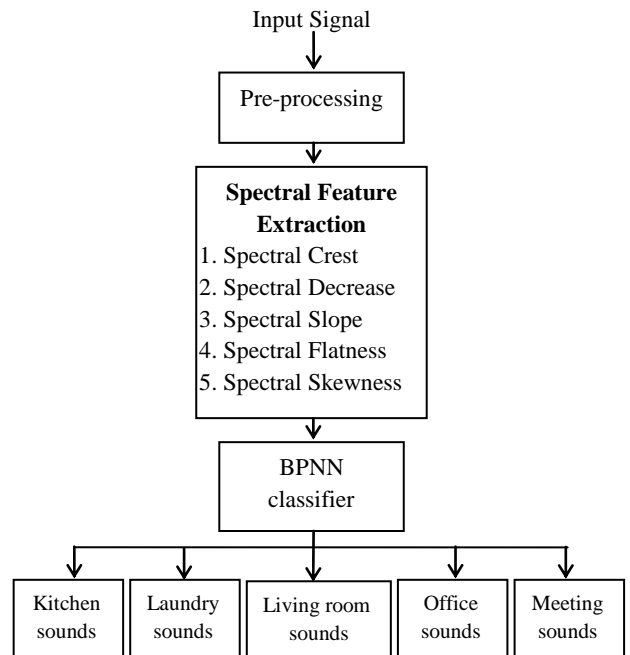 Input Signal
Pre-processing
Spectral Feature
Extraction
1. Spectral Crest
2. Spectral Decrease
3. Spectral Slope
4. Spectral Flatness
5. Spectral Skewness
BPNN
classifier
Kitchen
sounds
Laundry
sounds
Living room
sounds
Office
sounds
Meeting
sounds